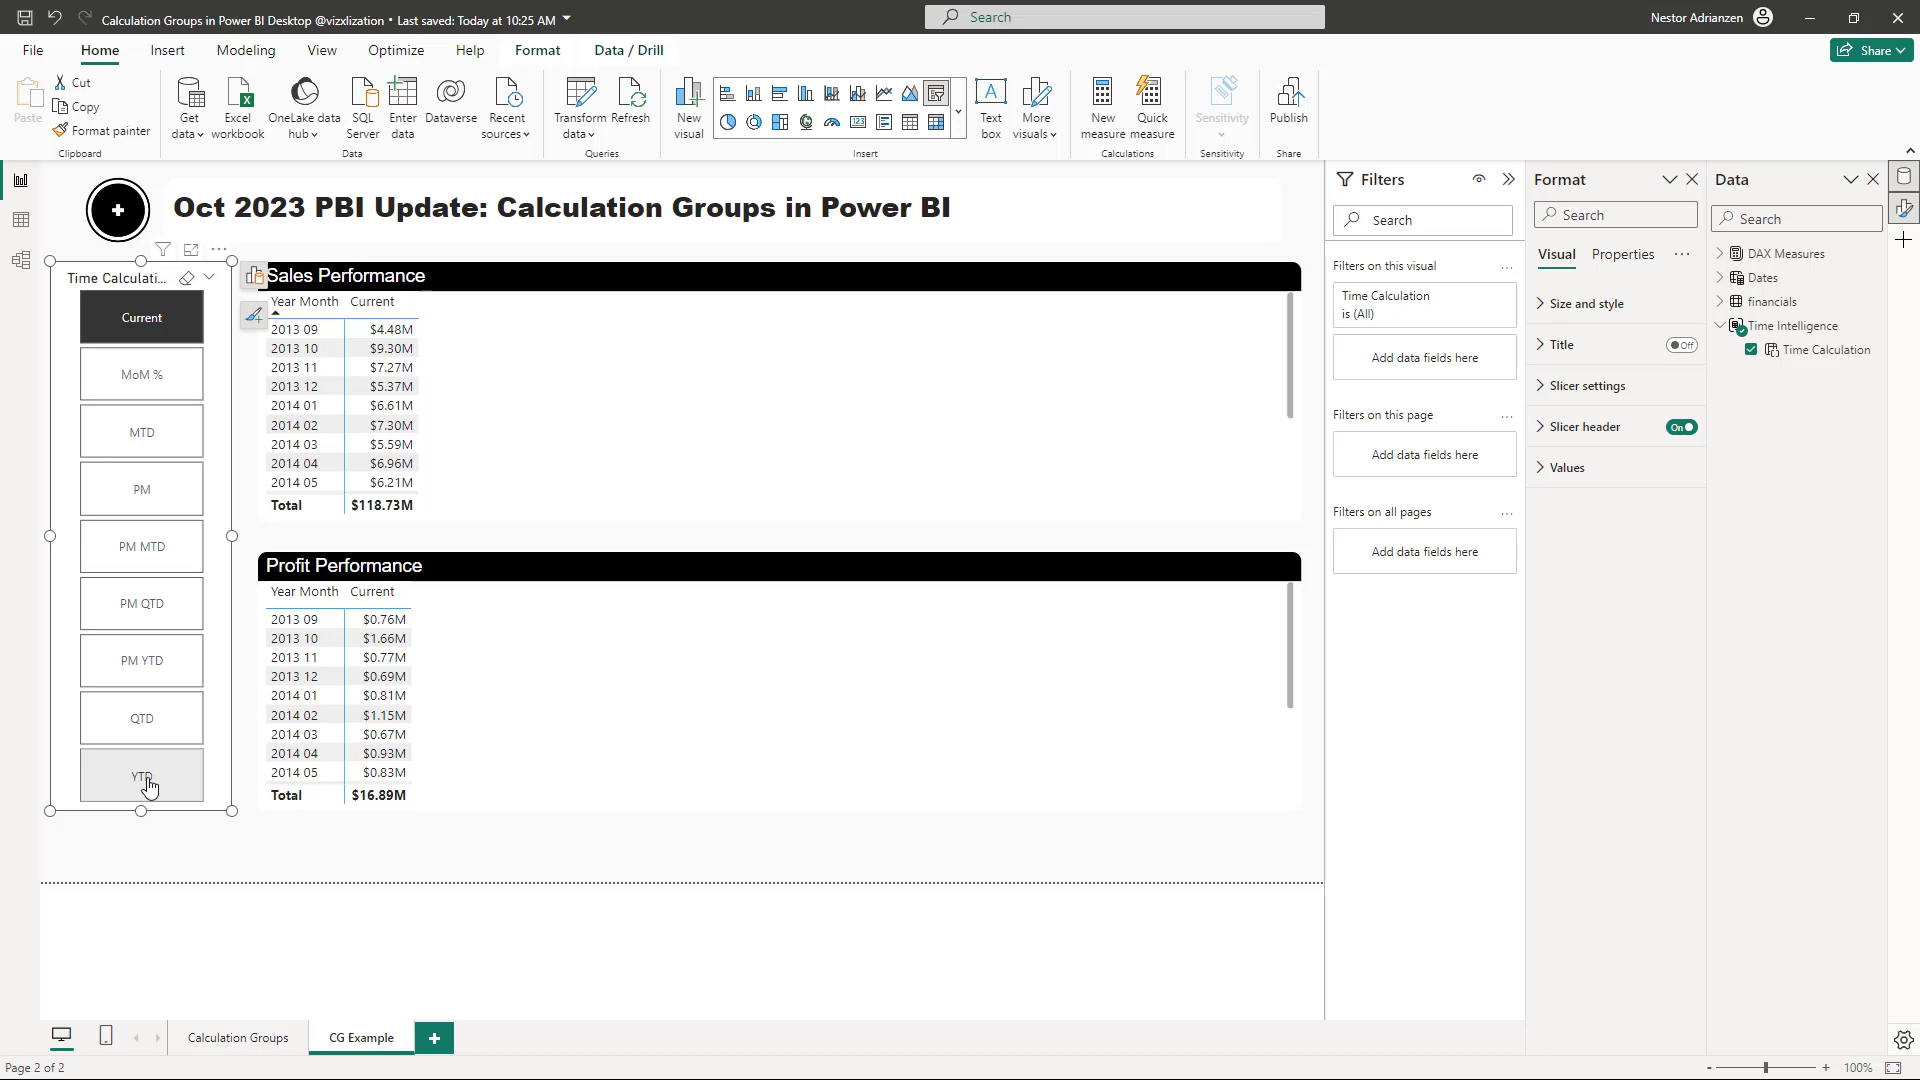 Calculation Groups in Power BI Desktop @vizxlization • Last saved: Today at 10:25 AM
Search
Nestor Adrianzen
File Home Insert Modeling View Optimize Help Format Data / Drill
Share
Paste
Cut
Copy
Format painter
Clipboard
Get data
Excel workbook
OneLake data hub
SQL Server
Enter data
Dataverse
Recent sources
Data
Transform data
Refresh
Queries
New visual
Text box
More visuals
Insert
New measure
Quick measure
Calculations
Sensitivity
Sensitivity
Publish
Share
Oct 2023 PBI Update: Calculation Groups in Power BI
Time Calculati...
Current
MoM %
MTD
PM
PM MTD
PM QTD
PM YTD
QTD
YTD
Sales Performance
Year Month Current
2013 09 $4.48M
2013 10 $9.30M
2013 11 $7.27M
2013 12 $5.37M
2014 01 $6.61M
2014 02 $7.30M
2014 03 $5.59M
2014 04 $6.96M
2014 05 $6.21M
Total $118.73M
Profit Performance
Year Month Current
2013 09 $0.76M
2013 10 $1.66M
2013 11 $0.77M
2013 12 $0.69M
2014 01 $0.81M
2014 02 $1.15M
2014 03 $0.67M
2014 04 $0.93M
2014 05 $0.83M
Total $16.89M
Filters
Search
Filters on this visual ...
Time Calculation
is (All)
Add data fields here
Filters on this page ...
Add data fields here
Filters on all pages ...
Add data fields here
Format
Search
Visual Properties ...
Size and style
Title Off
Slicer settings
Slicer header On
Values
Data
Search
DAX Measures
Dates
financials
Time Intelligence
Time Calculation
Calculation Groups CG Example +
Page 2 of 2
- + 100%